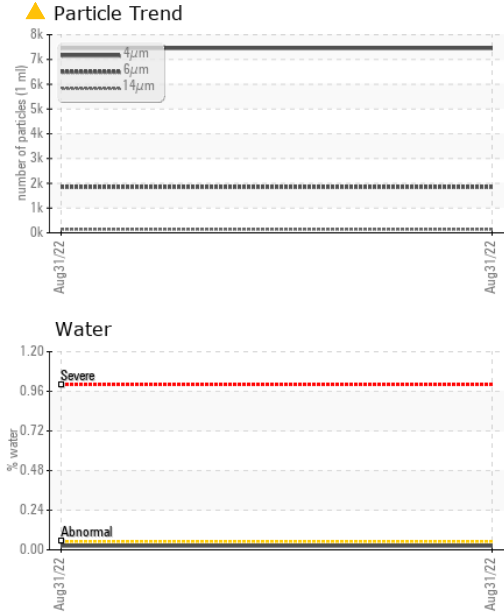 Particle Trend
number of particles (1 ml)
8k
7k
6k
5k
4k
3k
2k
1k
0k
4μm
6μm
14μm
Aug31/22
Aug31/22
Water
% water
1.20
0.96
0.72
0.48
0.24
0.00
Severe
Abnormal
Aug31/22
Aug31/22